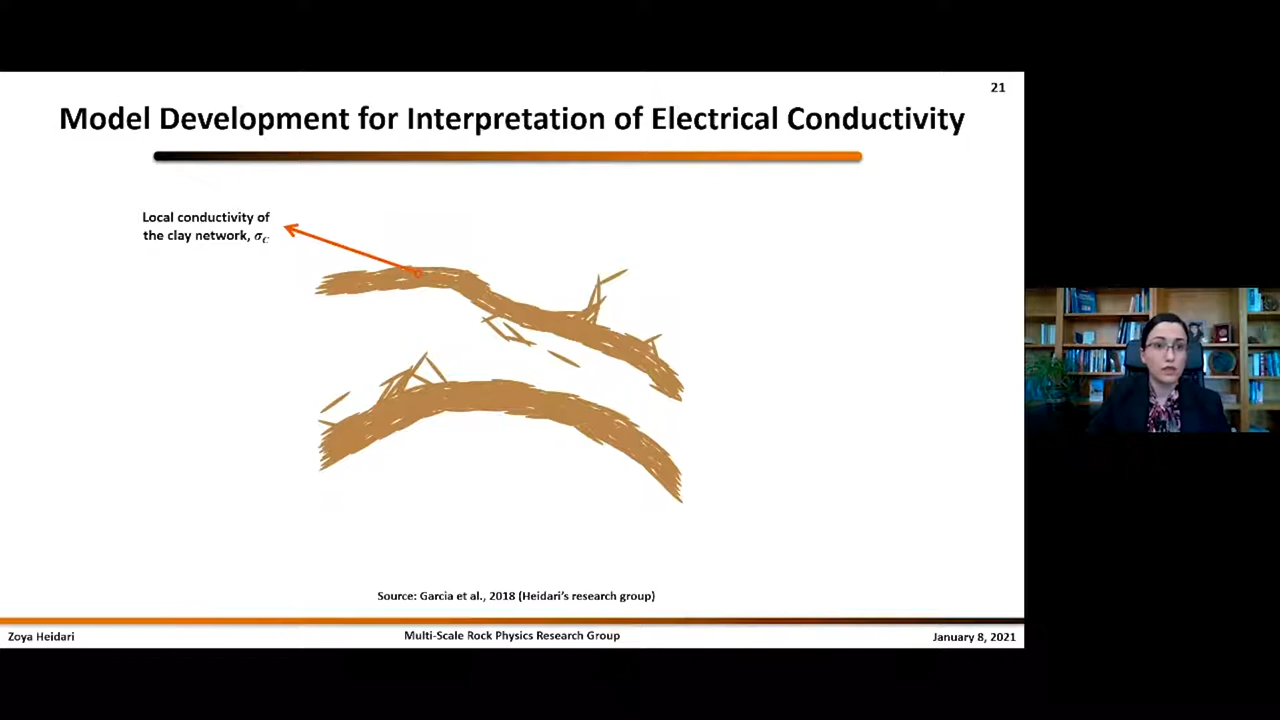 21
Model Development for Interpretation of Electrical Conductivity
Local conductivity of
the clay network, σ_C
Source: Garcia et al., 2018 (Heidari's research group)
Zoya Heidari
Multi-Scale Rock Physics Research Group
January 8, 2021